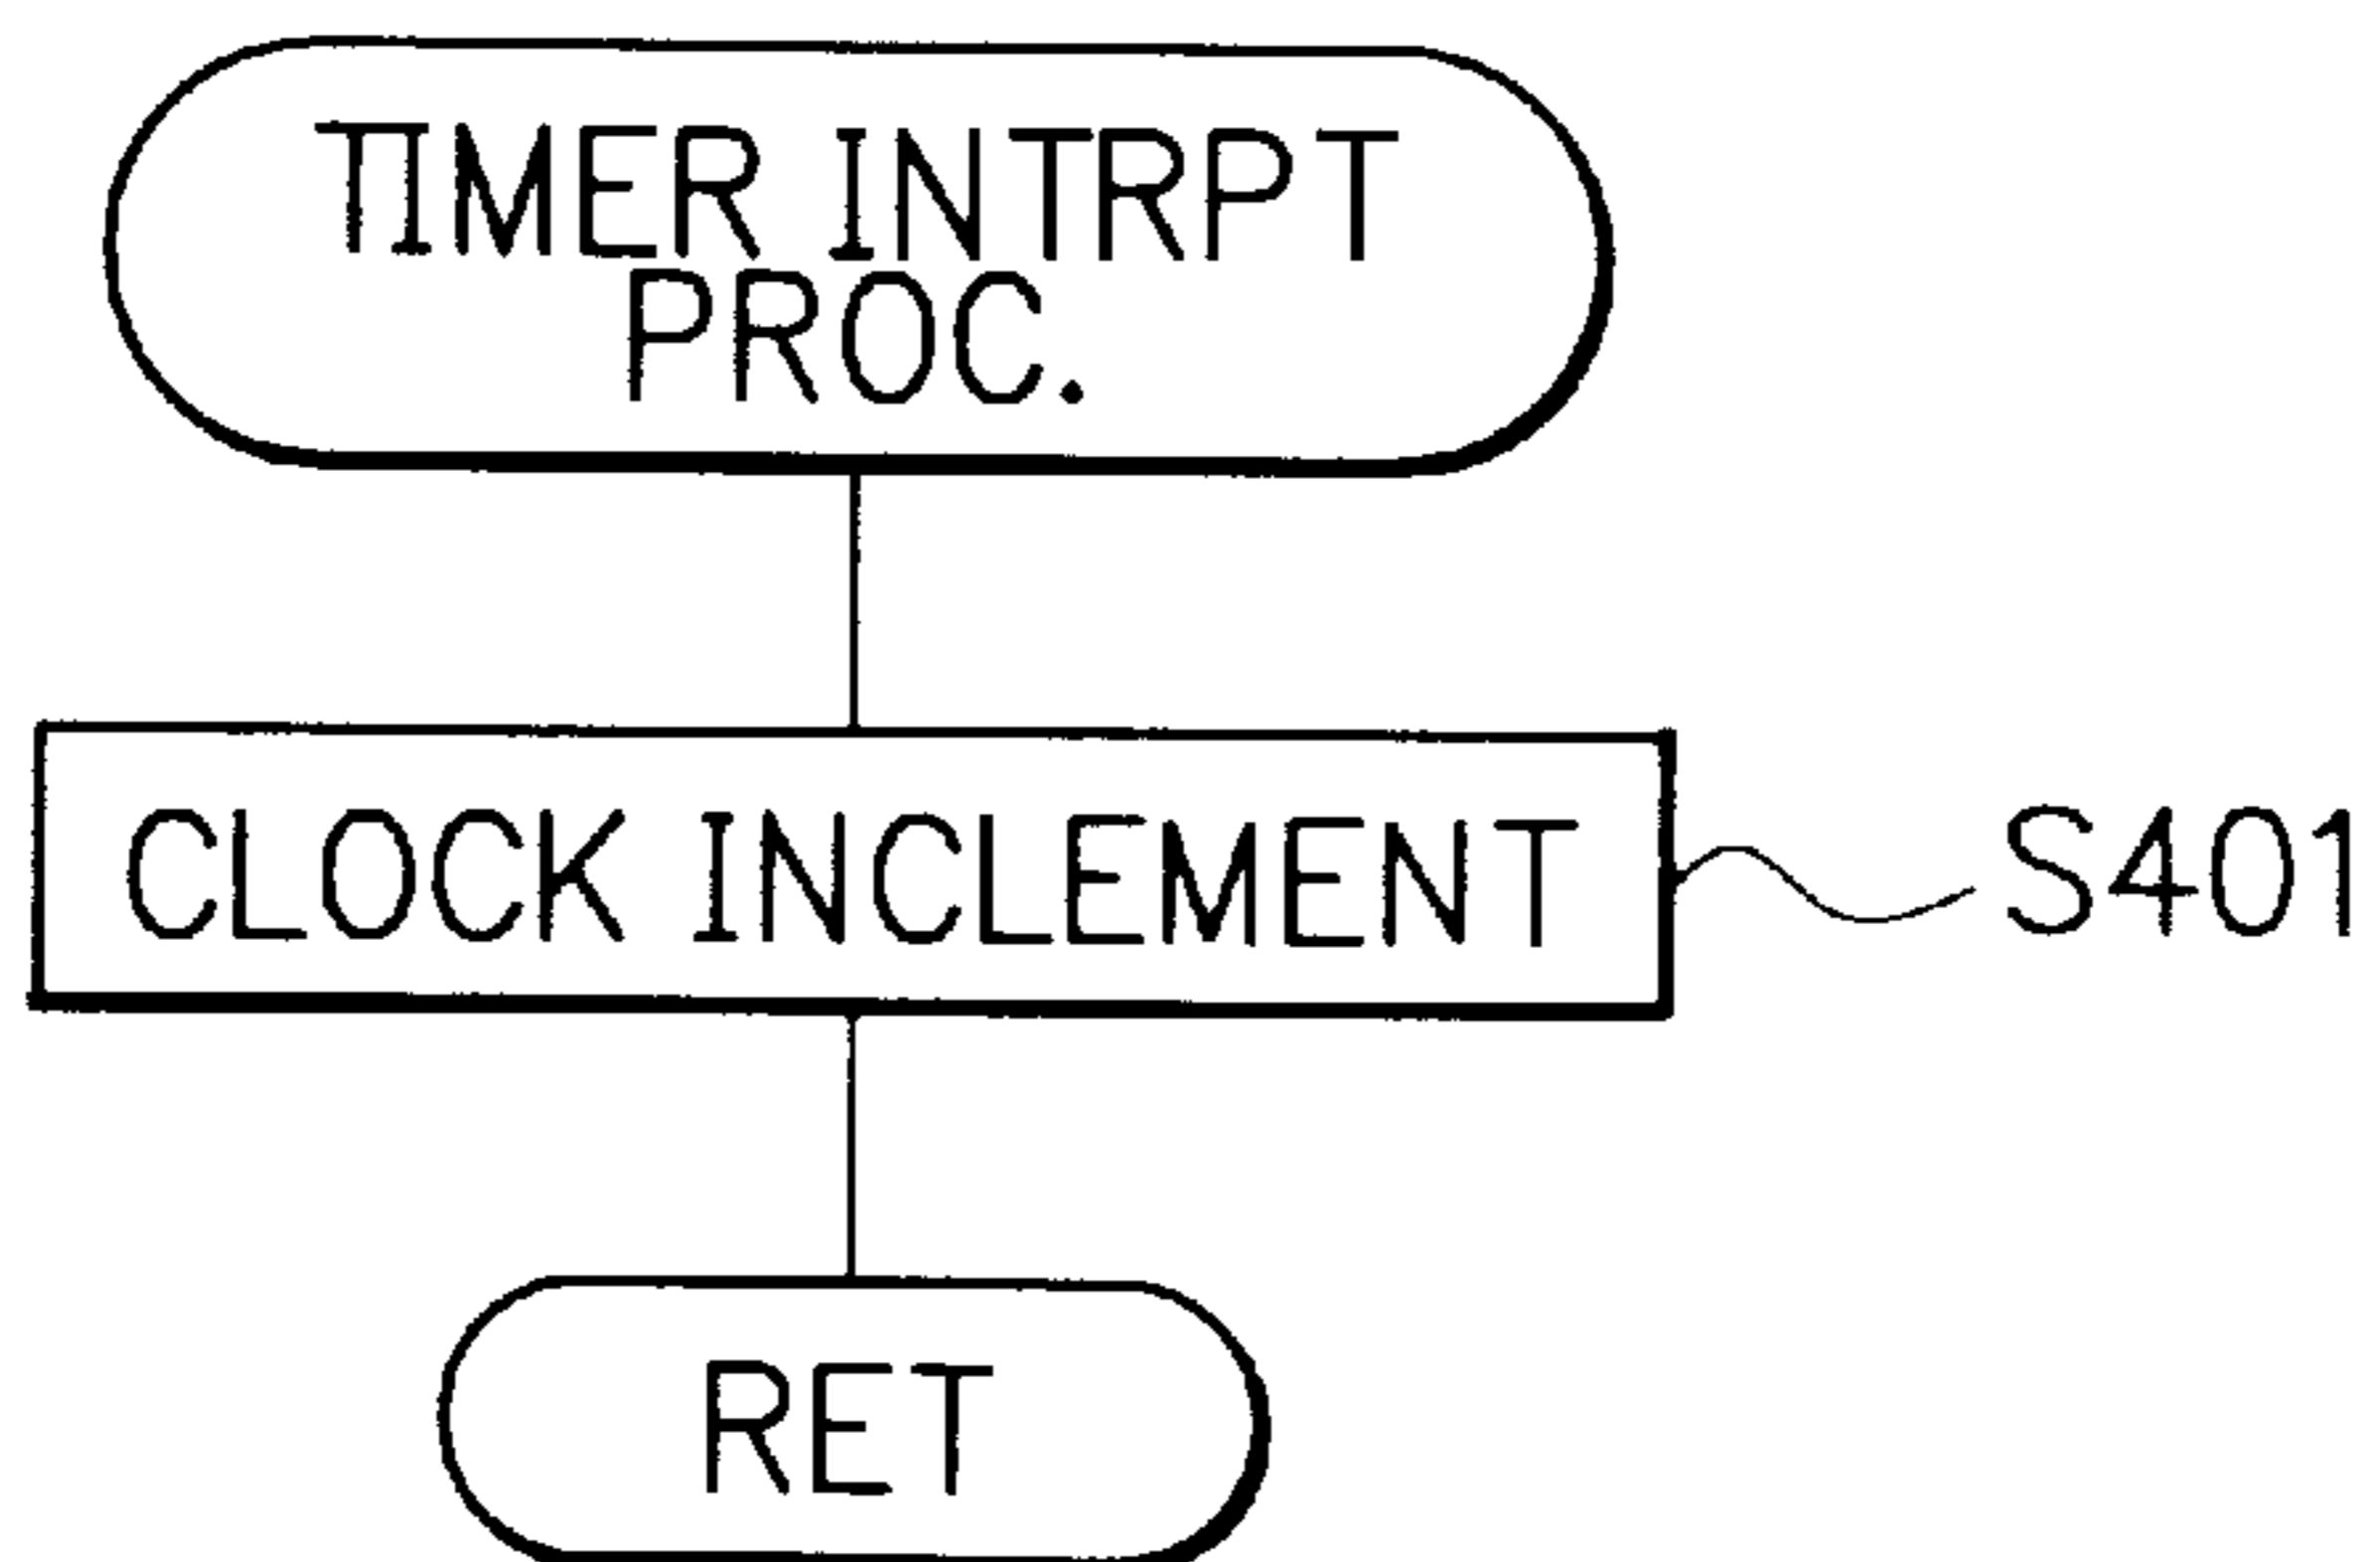 TIMER INTRPT
PROC.
CLOCK INCLEMENT
S401
RET